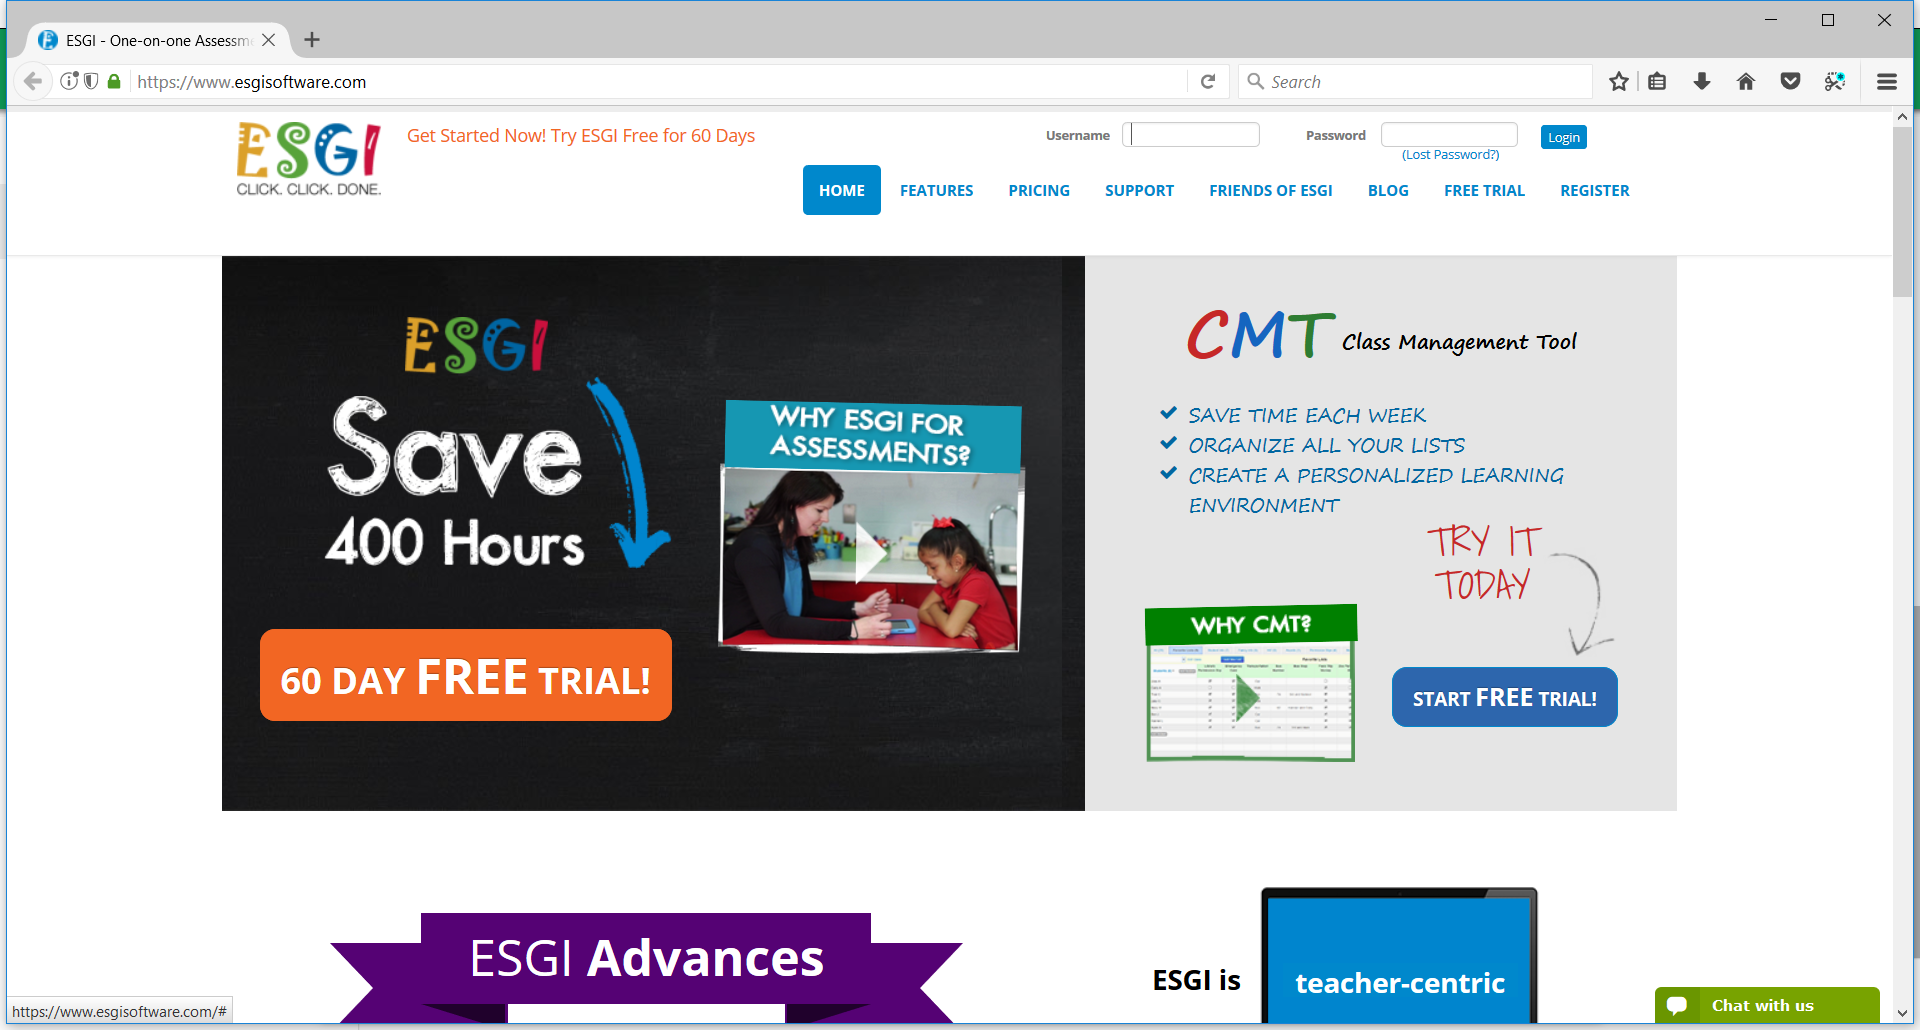 ESGI - One-on-one Assessm
https://www.esgisoftware.com
Search
ESGI
CLICK. CLICK. DONE.
Get Started Now! Try ESGI Free for 60 Days
Username
Password
Login
(Lost Password?)
HOME
FEATURES
PRICING
SUPPORT
FRIENDS OF ESGI
BLOG
FREE TRIAL
REGISTER
ESGI
Save
400 Hours
60 DAY FREE TRIAL!
WHY ESGI FOR
ASSESSMENTS?
CMT Class Management Tool
SAVE TIME EACH WEEK
ORGANIZE ALL YOUR LISTS
CREATE A PERSONALIZED LEARNING
ENVIRONMENT
TRY IT
TODAY
WHY CMT?
START FREE TRIAL!
ESGI Advances
ESGI is
teacher-centric
https://www.esgisoftware.com/#
Chat with us